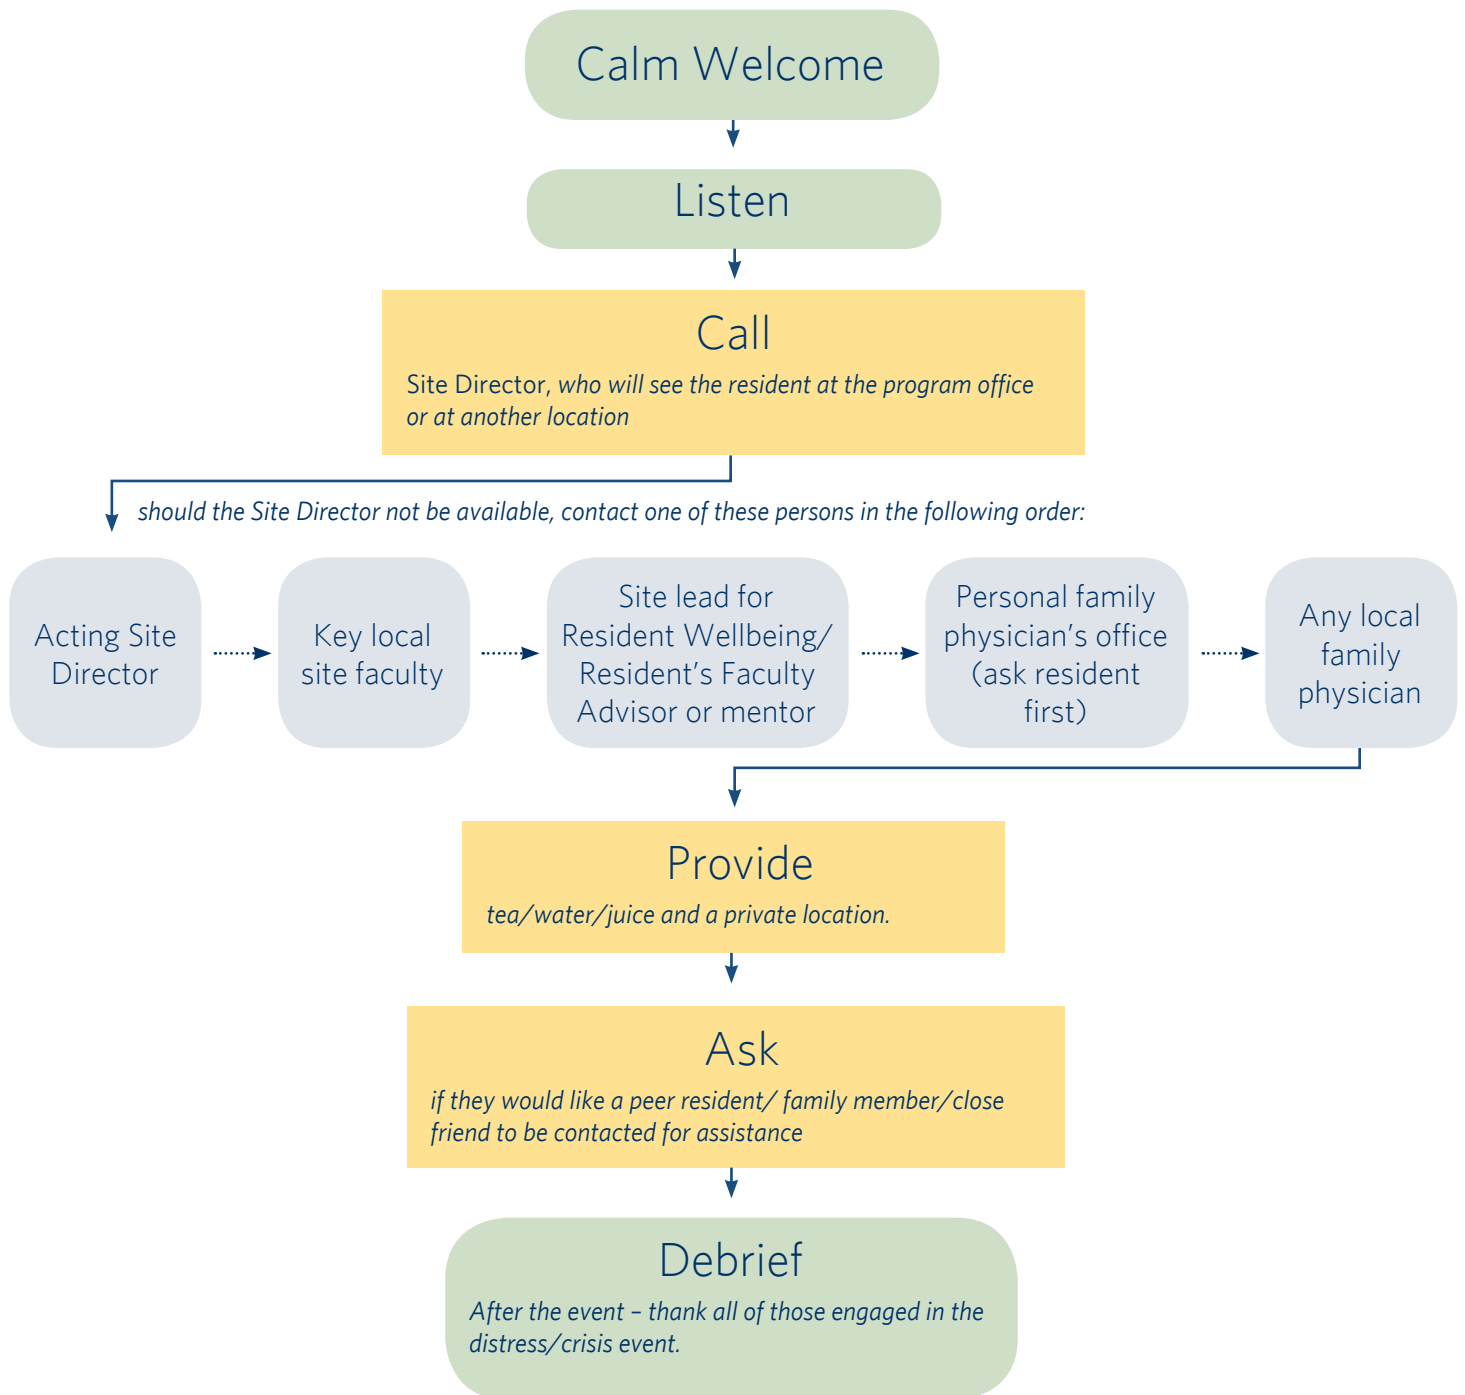 Calm Welcome
Listen
Call
Site Director, who will see the resident at the program office
or at another location
should the Site Director not be available, contact one of these persons in the following order:
Acting Site
Director
Key local
site faculty
Site lead for
Resident Wellbeing/
Resident’s Faculty
Advisor or mentor
Personal family
physician’s office
(ask resident
first)
Any local
family
physician
Provide
tea/water/juice and a private location.
Ask
if they would like a peer resident/ family member/close
friend to be contacted for assistance
Debrief
After the event – thank all of those engaged in the
distress/crisis event.